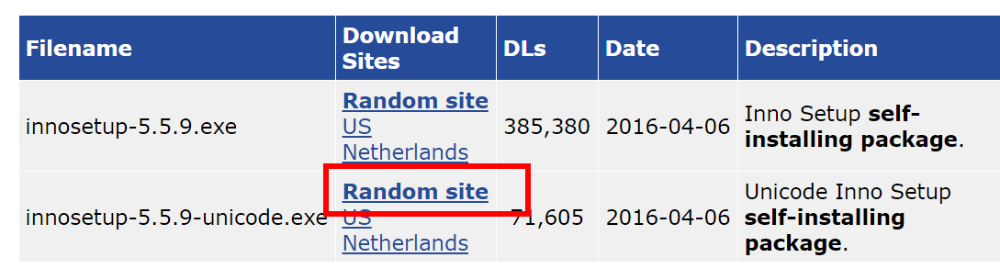 Filename Download Sites DLs Date Description
innosetup-5.5.9.exe Random site US Netherlands 385,380 2016-04-06 Inno Setup self-installing package.
innosetup-5.5.9-unicode.exe Random site US Netherlands 71,605 2016-04-06 Unicode Inno Setup self-installing package.